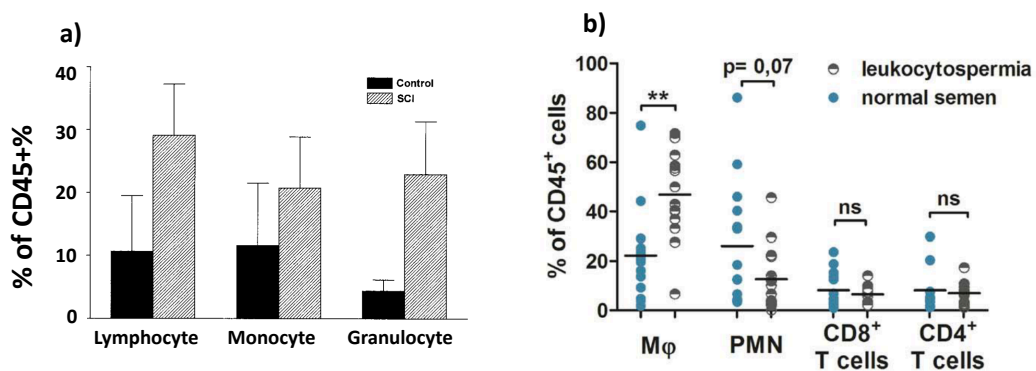 a)
% of CD45+%
40
30
20
10
0
Control
SCI
Lymphocyte Monocyte Granulocyte
b)
% of CD45+ cells
100
80
60
40
20
0
p= 0,07
**
ns
ns
leukocytospermia
normal semen
Mφ PMN CD8+ CD4+
T cells T cells